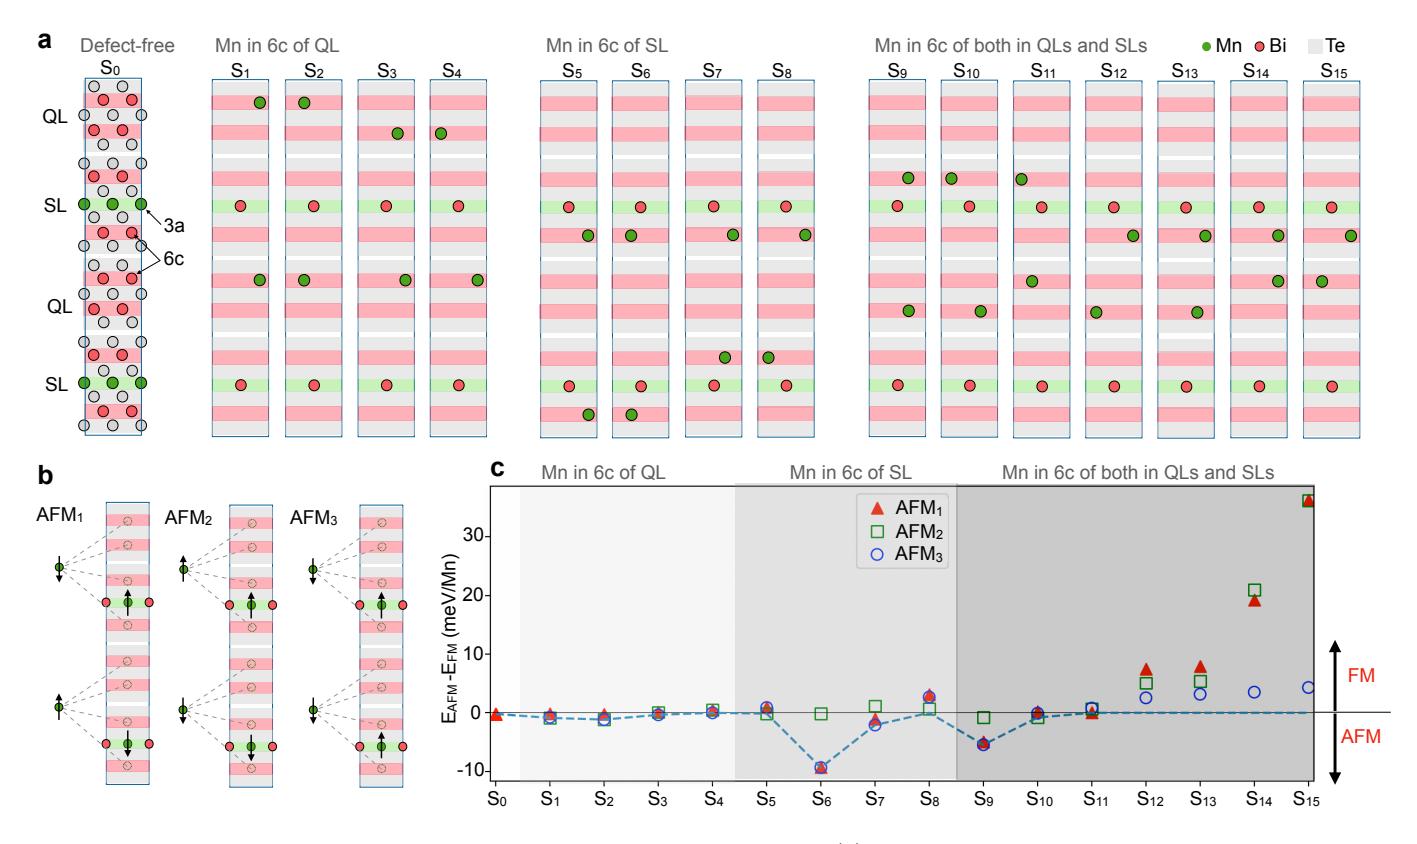 a
Defect-free
Mn in 6c of QL
Mn in 6c of SL
Mn in 6c of both in QLs and SLs
Mn Bi Te
S0 S1 S2 S3 S4 S5 S6 S7 S8 S9 S10 S11 S12 S13 S14 S15
QL
SL
3a
6c
QL
SL
b
AFM1 AFM2 AFM3
c
Mn in 6c of QL
Mn in 6c of SL
Mn in 6c of both in QLs and SLs
AFM1
AFM2
AFM3
EAFM-EFM (meV/Mn)
30
20
10
0
-10
FM
AFM
S0 S1 S2 S3 S4 S5 S6 S7 S8 S9 S10 S11 S12 S13 S14 S15